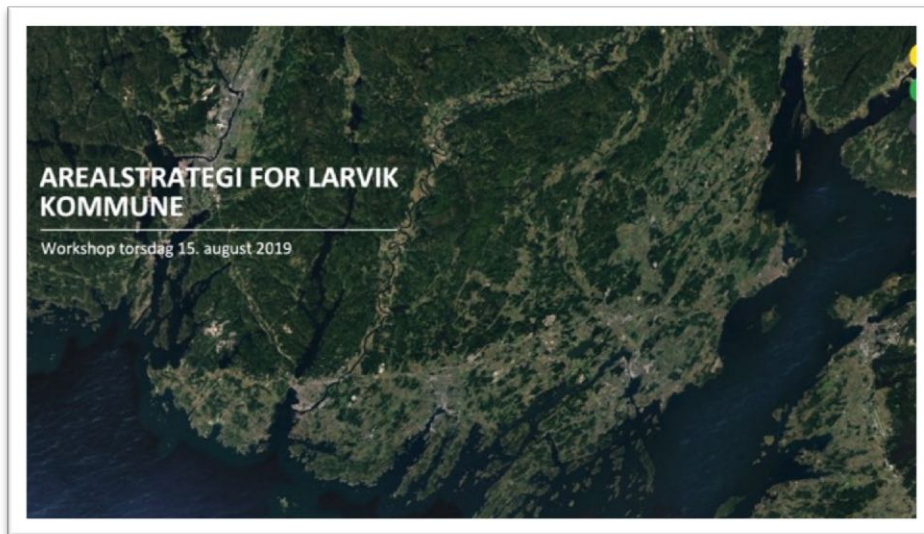 AREALSTRATEGI FOR LARVIK
KOMMUNE
Workshop torsdag 15. august 2019